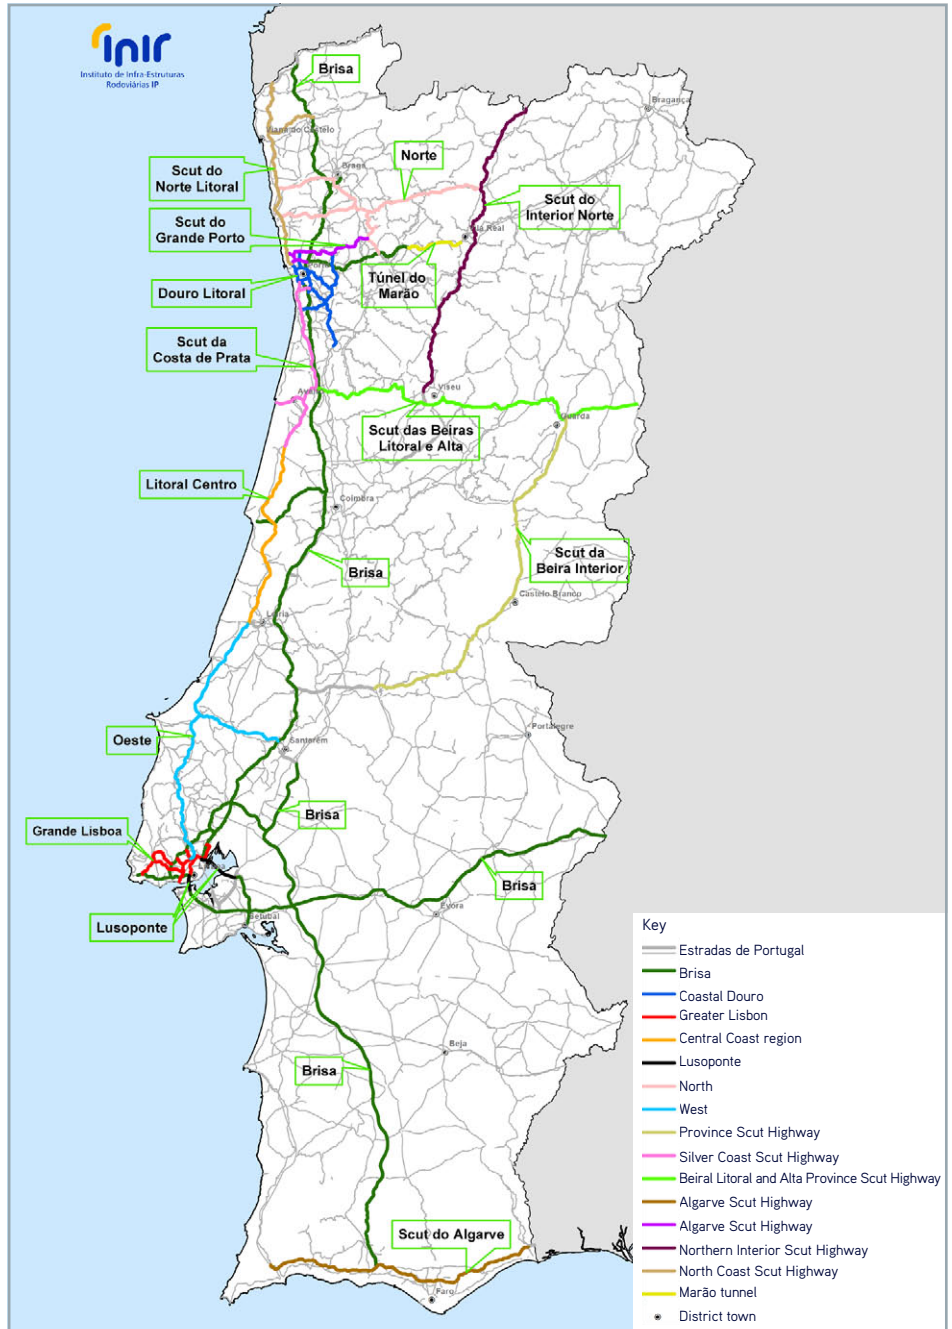 inir
Instituto de Infra-Estruturas
Rodoviárias IP
Brisa
Bragança
Viana do Castelo
Norte
Braga
Scut do
Norte Litoral
Scut do
Interior Norte
Scut do
Grande Porto
Vila Real
Túnel do
Marão
Porto
Douro Litoral
Scut da
Costa de Prata
Viseu
Aveiro
Guarda
Scut das Beiras
Litoral e Alta
Litoral Centro
Coimbra
Scut da
Beira Interior
Brisa
Castelo Branco
Leiria
Portalegre
Oeste
Santarém
Brisa
Grande Lisboa
Lisboa
Brisa
Lusoponte
Évora
Setúbal
Beja
Brisa
Scut do Algarve
Faro
Key
Estradas de Portugal
Brisa
Coastal Douro
Greater Lisbon
Central Coast region
Lusoponte
North
West
Province Scut Highway
Silver Coast Scut Highway
Beiral Litoral and Alta Province Scut Highway
Algarve Scut Highway
Algarve Scut Highway
Northern Interior Scut Highway
North Coast Scut Highway
Marão tunnel
District town